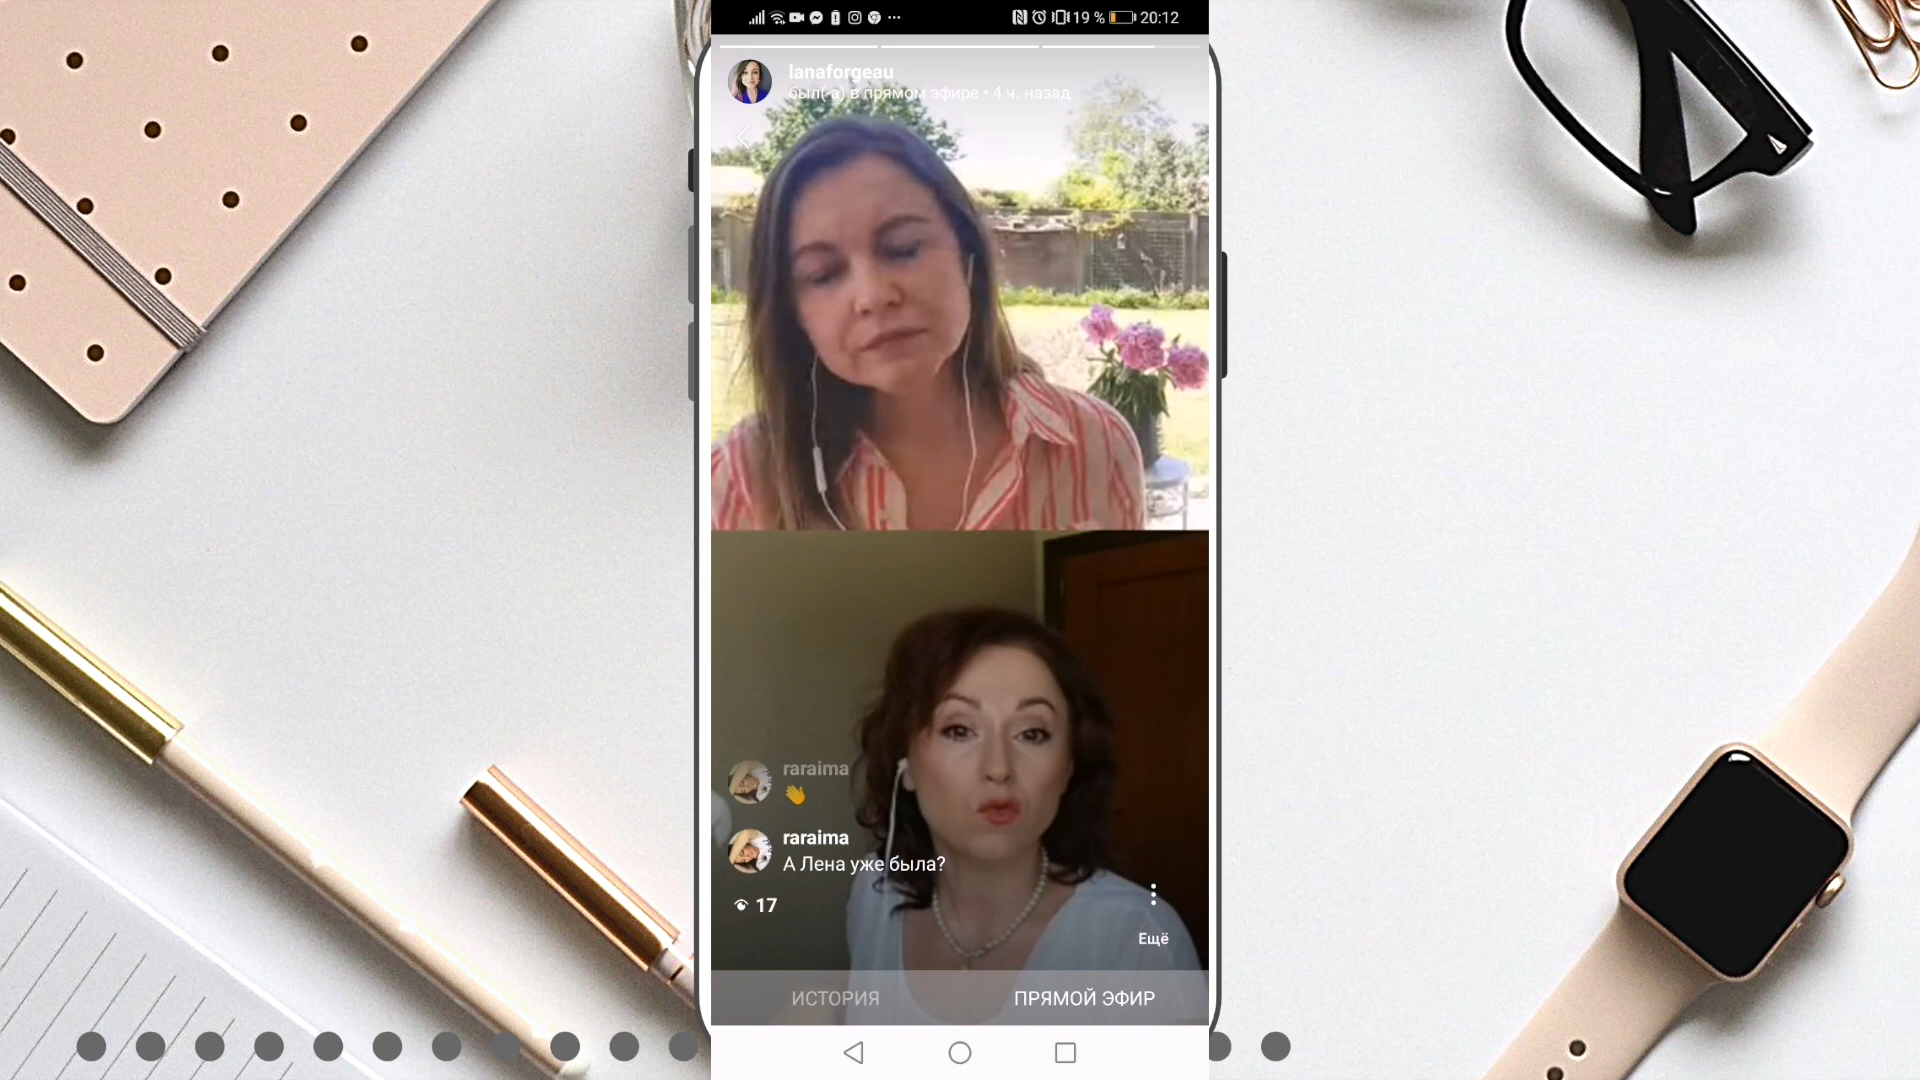 19 % 20:12
lanaforgeau
был(-а) в прямом эфире • 4 ч. назад
raraima
👋
raraima
А Лена уже была?
17
Ещё
ИСТОРИЯ ПРЯМОЙ ЭФИР